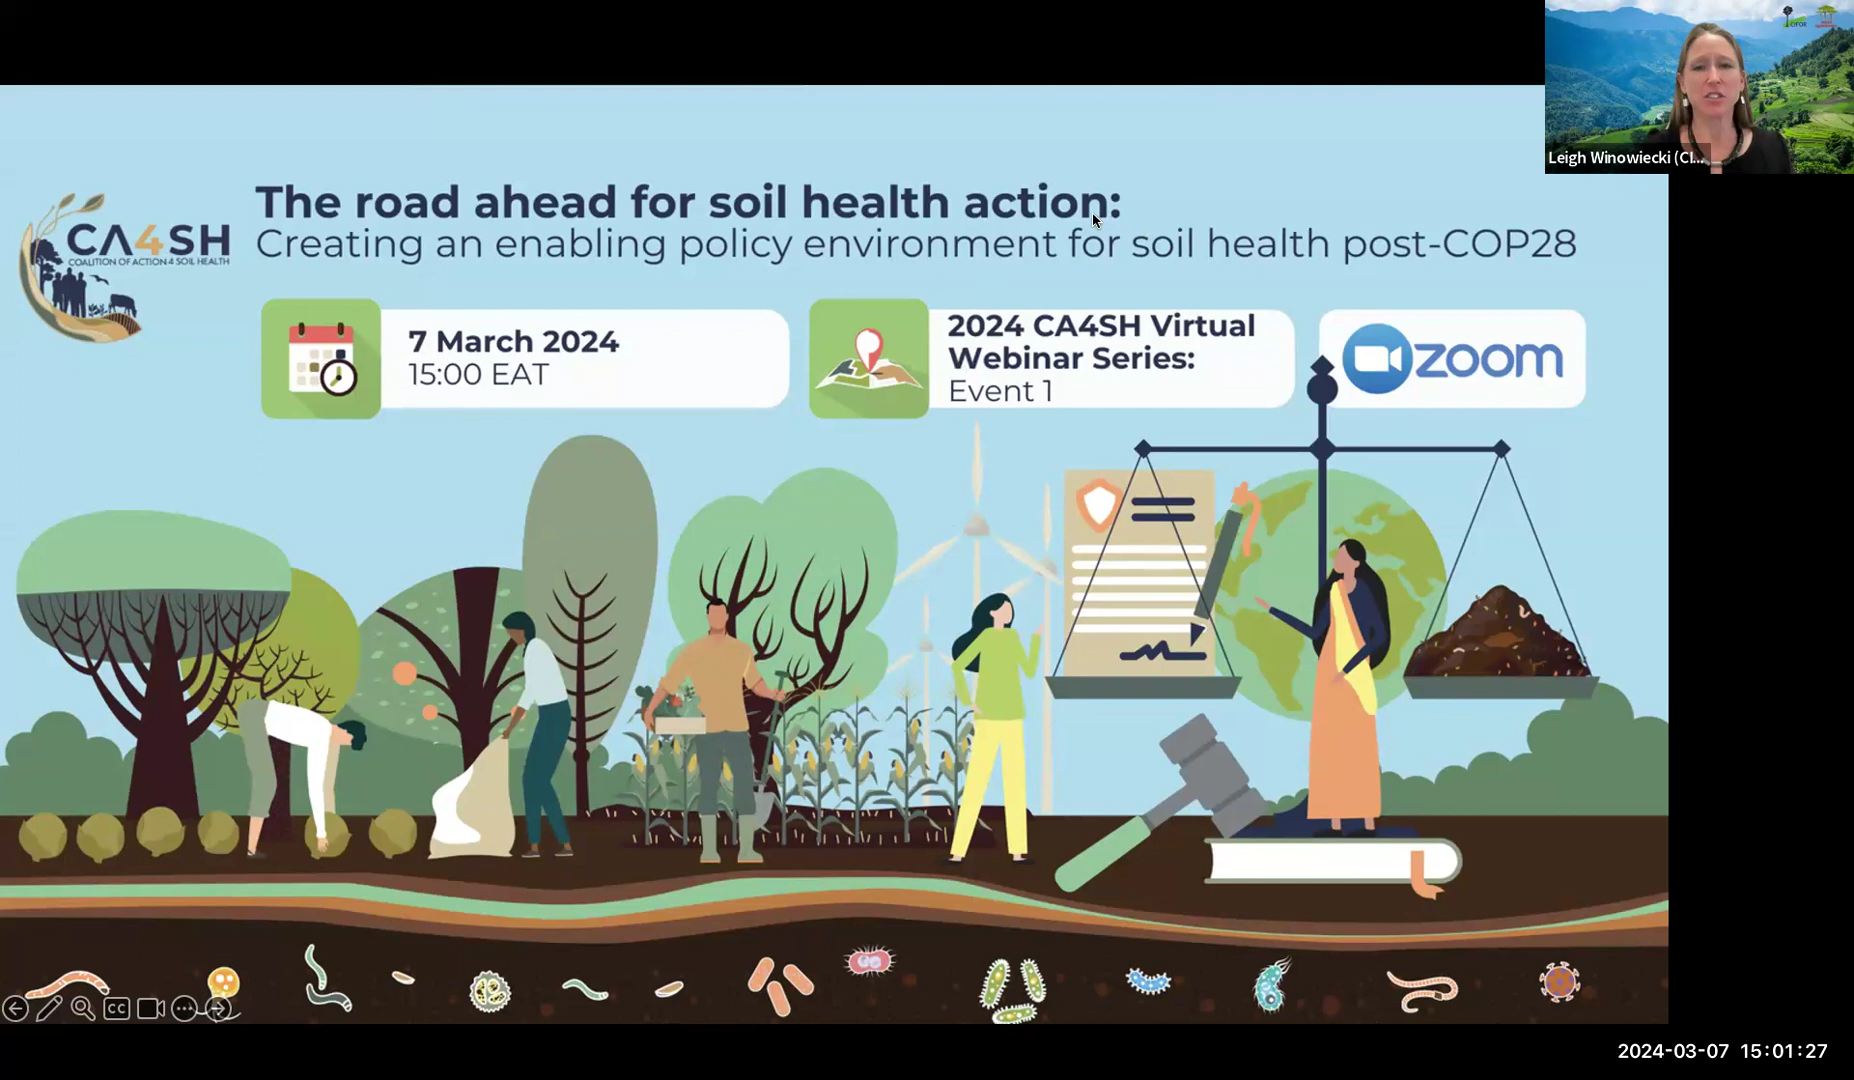 CIFOR
Leigh Winowiecki (CI...
The road ahead for soil health action:
CA4SH
COALITION OF ACTION 4 SOIL HEALTH
Creating an enabling policy environment for soil health post-COP28
7 March 2024
15:00 EAT
2024 CA4SH Virtual
Webinar Series:
Event 1
zoom
CC
2024-03-07 15:01:27